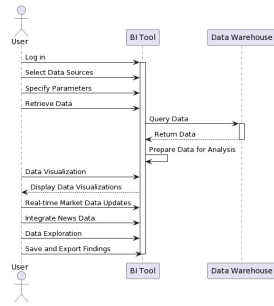 User
BI Tool
Data Warehouse
Log in
Select Data Sources
Specify Parameters
Retrieve Data
Query Data
Return Data
Prepare Data for Analysis
Data Visualization
Display Data Visualizations
Real-time Market Data Updates
Integrate News Data
Data Exploration
Save and Export Findings
User
BI Tool
Data Warehouse